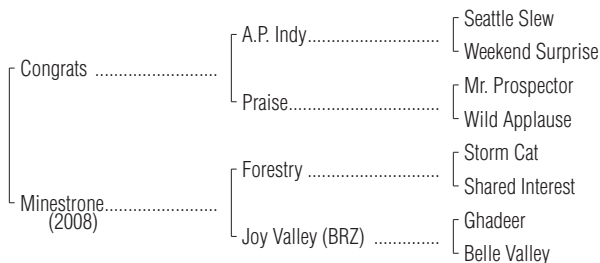 Seattle Slew
A.P. Indy........................................
Weekend Surprise
Congrats ....................................
Mr. Prospector
Praise.............................................
Wild Applause
Storm Cat
Forestry .......................................
Shared Interest
Minestrone.................................
(2008)
Ghadeer
Joy Valley (BRZ) ....................
Belle Valley